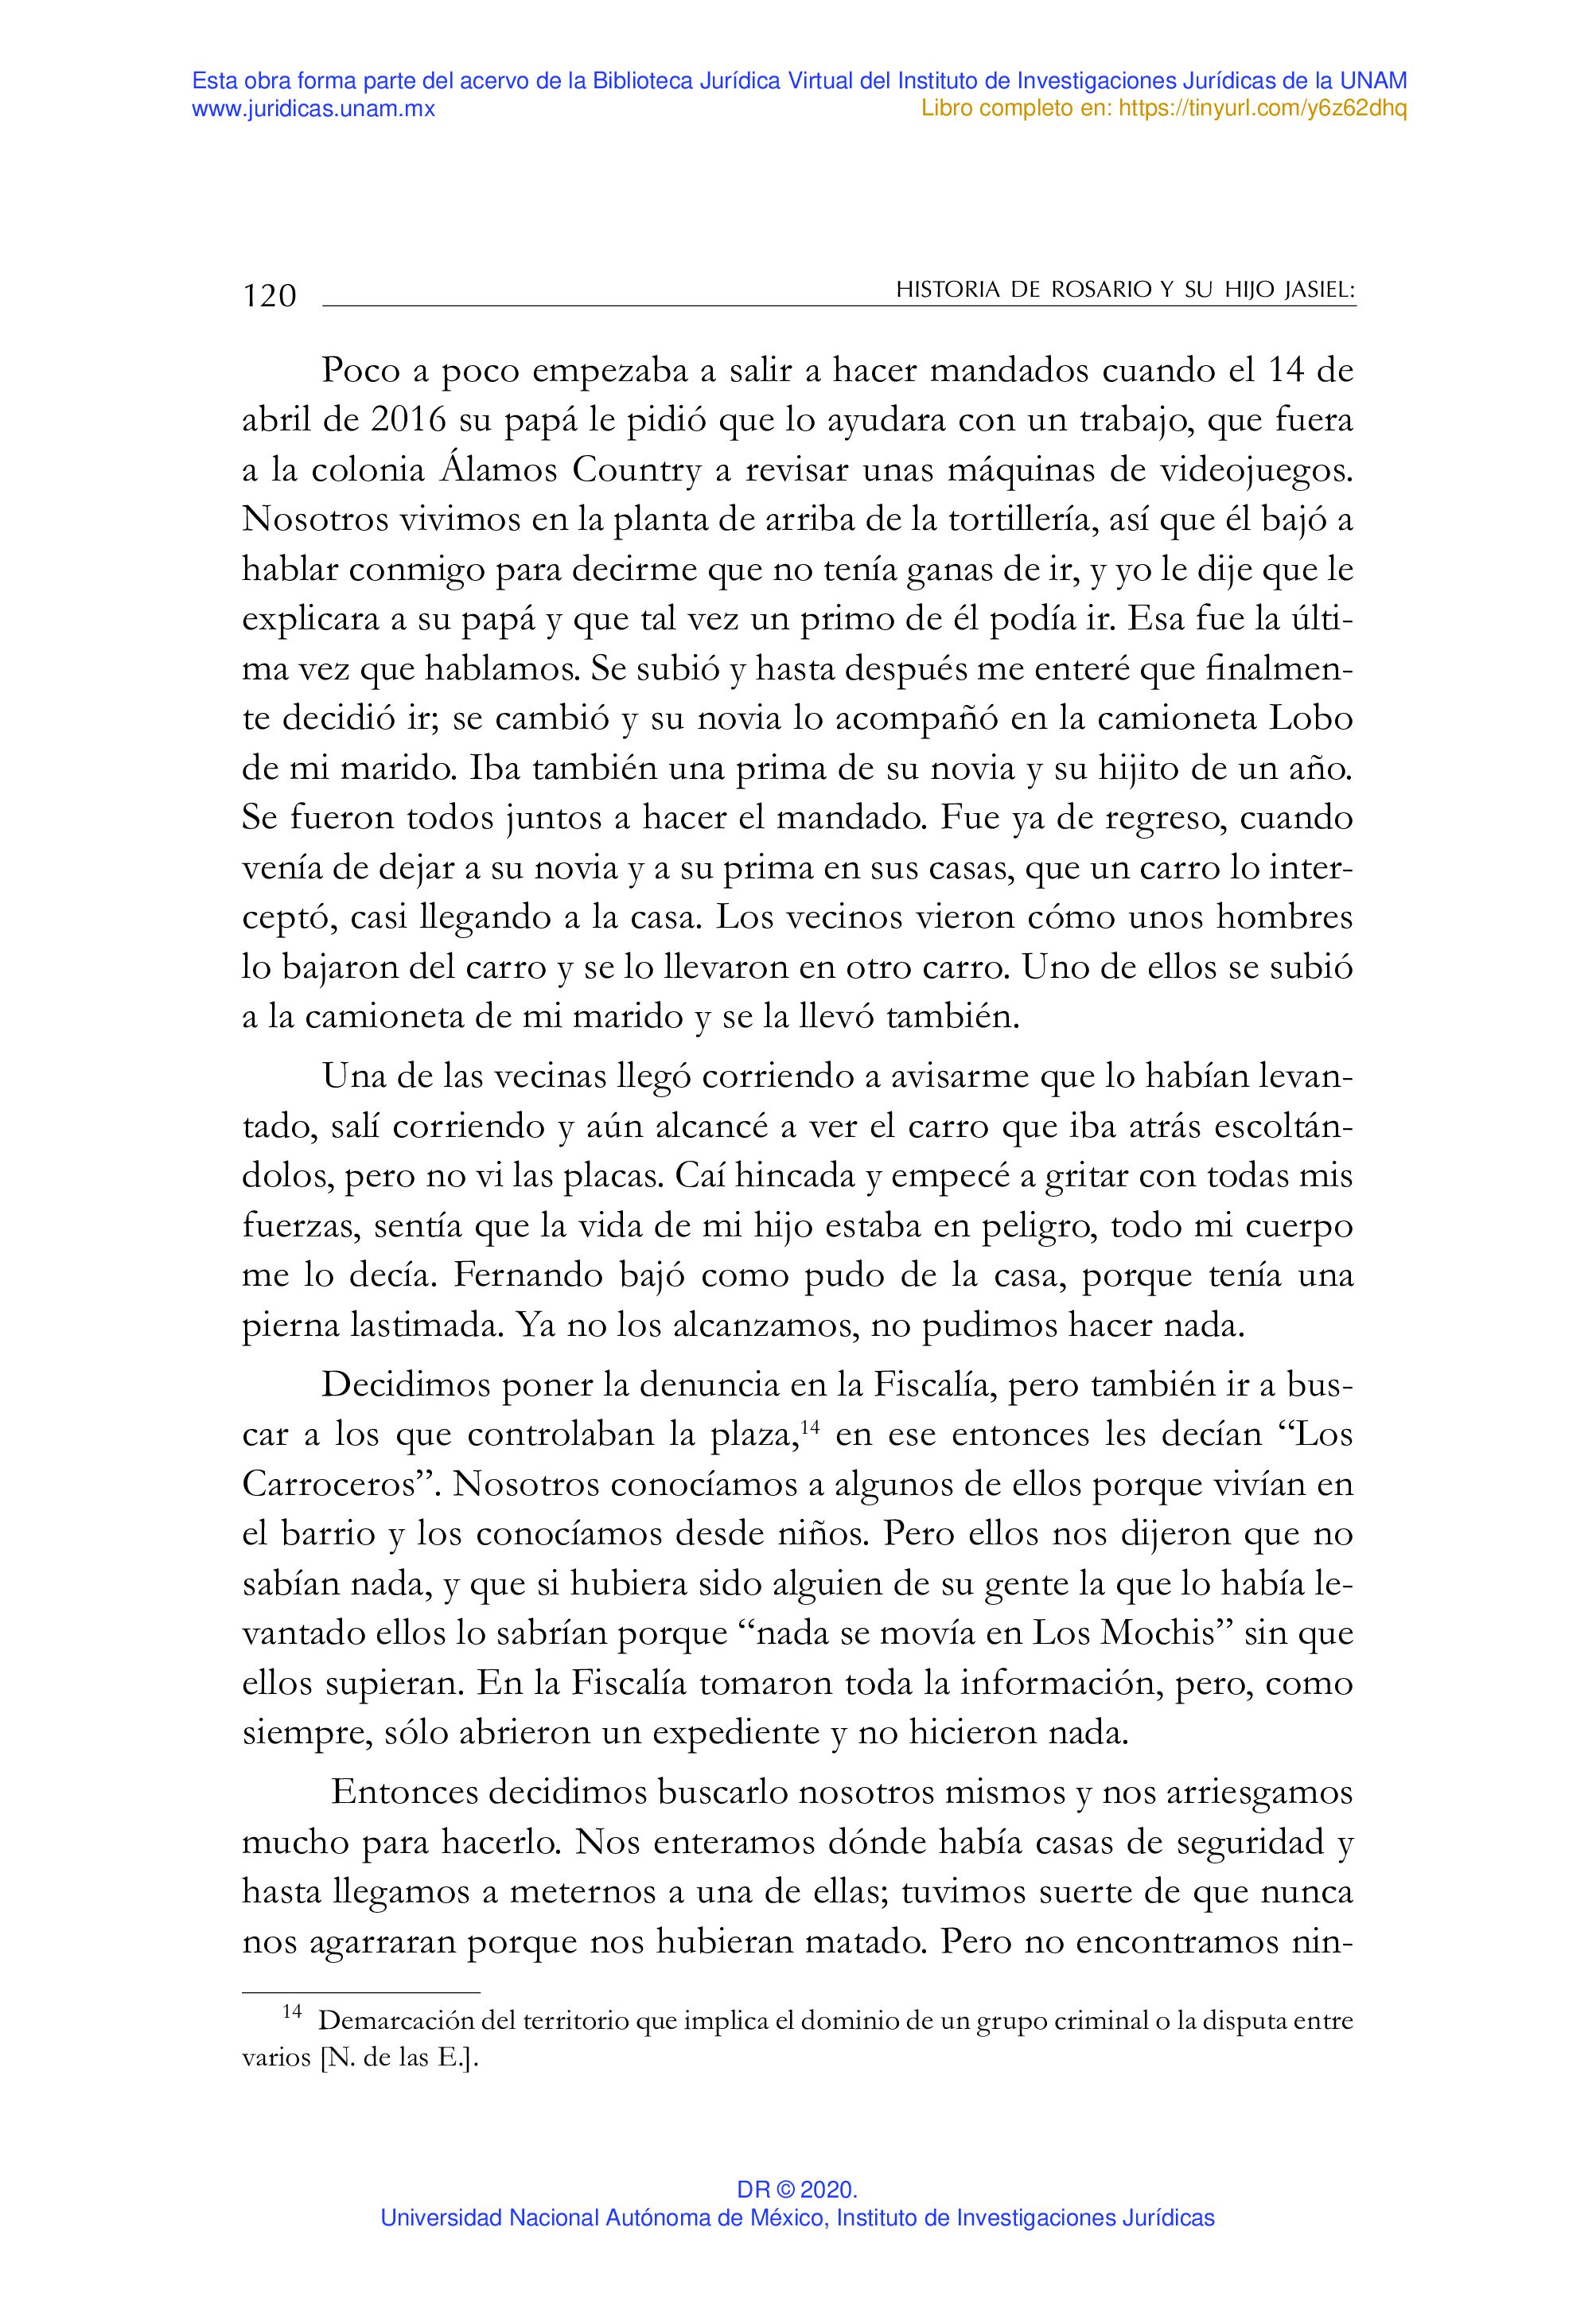 Esta obra forma parte del acervo de la Biblioteca Jurídica Virtual del Instituto de Investigaciones Jurídicas de la UNAM
www.juridicas.unam.mx
Libro completo en: https://tinyurl.com/y6z62dhq
120
HISTORIA DE ROSARIO Y SU HIJO JASIEL:
Poco a poco empezaba a salir a hacer mandados cuando el 14 de
abril de 2016 su papá le pidió que lo ayudara con un trabajo, que fuera
a la colonia Álamos Country a revisar unas máquinas de videojuegos.
Nosotros vivimos en la planta de arriba de la tortillería, así que él bajó a
hablar conmigo para decirme que no tenía ganas de ir, y yo le dije que le
explicara a su papá y que tal vez un primo de él podía ir. Esa fue la últi-
ma vez que hablamos. Se subió y hasta después me enteré que finalmen-
te decidió ir; se cambió y su novia lo acompañó en la camioneta Lobo
de mi marido. Iba también una prima de su novia y su hijito de un año.
Se fueron todos juntos a hacer el mandado. Fue ya de regreso, cuando
venía de dejar a su novia y a su prima en sus casas, que un carro lo inter-
ceptó, casi llegando a la casa. Los vecinos vieron cómo unos hombres
lo bajaron del carro y se lo llevaron en otro carro. Uno de ellos se subió
a la camioneta de mi marido y se la llevó también.
Una de las vecinas llegó corriendo a avisarme que lo habían levan-
tado, salí corriendo y aún alcancé a ver el carro que iba atrás escoltán-
dolos, pero no vi las placas. Caí hincada y empecé a gritar con todas mis
fuerzas, sentía que la vida de mi hijo estaba en peligro, todo mi cuerpo
me lo decía. Fernando bajó como pudo de la casa, porque tenía una
pierna lastimada. Ya no los alcanzamos, no pudimos hacer nada.
Decidimos poner la denuncia en la Fiscalía, pero también ir a bus-
car a los que controlaban la plaza,14 en ese entonces les decían “Los
Carroceros”. Nosotros conocíamos a algunos de ellos porque vivían en
el barrio y los conocíamos desde niños. Pero ellos nos dijeron que no
sabían nada, y que si hubiera sido alguien de su gente la que lo había le-
vantado ellos lo sabrían porque “nada se movía en Los Mochis” sin que
ellos supieran. En la Fiscalía tomaron toda la información, pero, como
siempre, sólo abrieron un expediente y no hicieron nada.
Entonces decidimos buscarlo nosotros mismos y nos arriesgamos
mucho para hacerlo. Nos enteramos dónde había casas de seguridad y
hasta llegamos a meternos a una de ellas; tuvimos suerte de que nunca
nos agarraran porque nos hubieran matado. Pero no encontramos nin-
14 Demarcación del territorio que implica el dominio de un grupo criminal o la disputa entre
varios [N. de las E.].
DR © 2020.
Universidad Nacional Autónoma de México, Instituto de Investigaciones Jurídicas